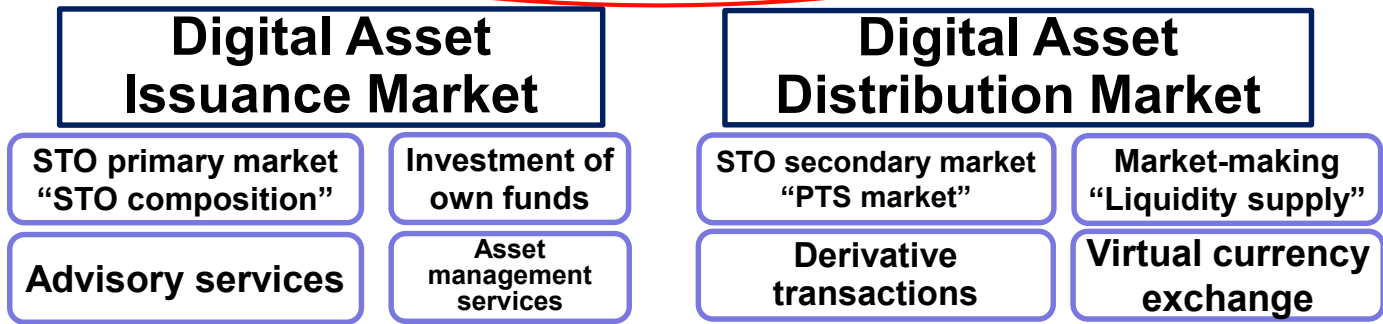 Digital Asset
Issuance Market
STO primary market
“STO composition”
Investment of
own funds
Advisory services
Asset
management
services
Digital Asset
Distribution Market
STO secondary market
“PTS market”
Market-making
“Liquidity supply”
Derivative
transactions
Virtual currency
exchange